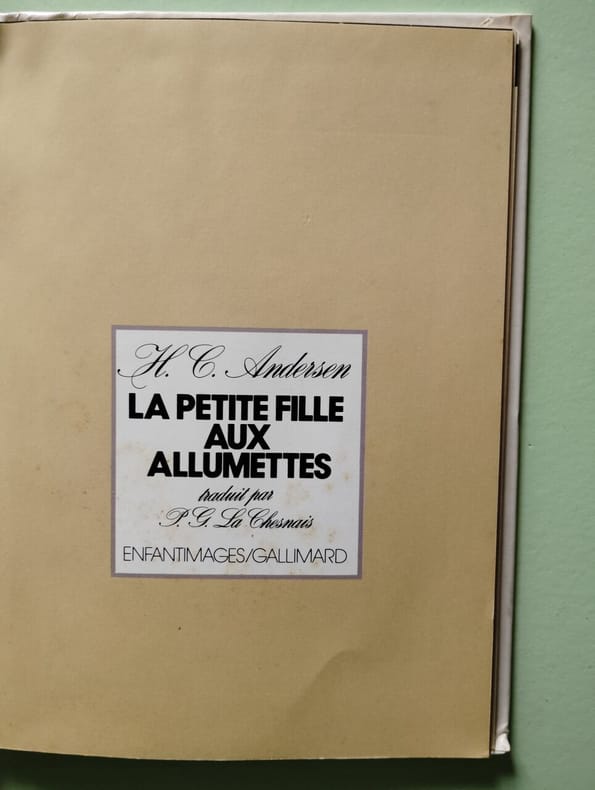 H. C. Andersen
LA PETITE FILLE
AUX
ALLUMETTES
traduit par
P. G. La Chesnais
ENFANTIMAGES/GALLIMARD